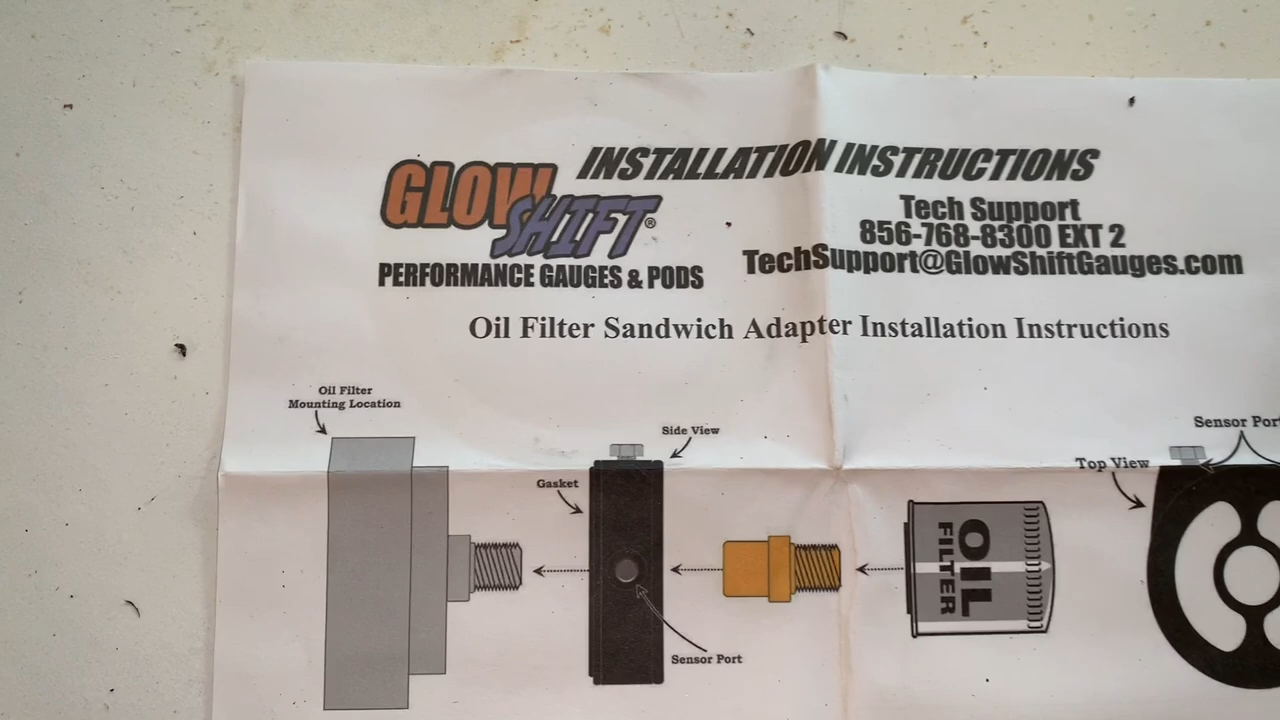 INSTALLATION INSTRUCTIONS
GLOW
SHIFT®
PERFORMANCE GAUGES & PODS
Tech Support
856-768-8300 EXT 2
TechSupport@GlowShiftGauges.com
Oil Filter Sandwich Adapter Installation Instructions
Oil Filter
Mounting Location
Side View
Gasket
Sensor Port
OIL
FILTER
Top View
Sensor Port